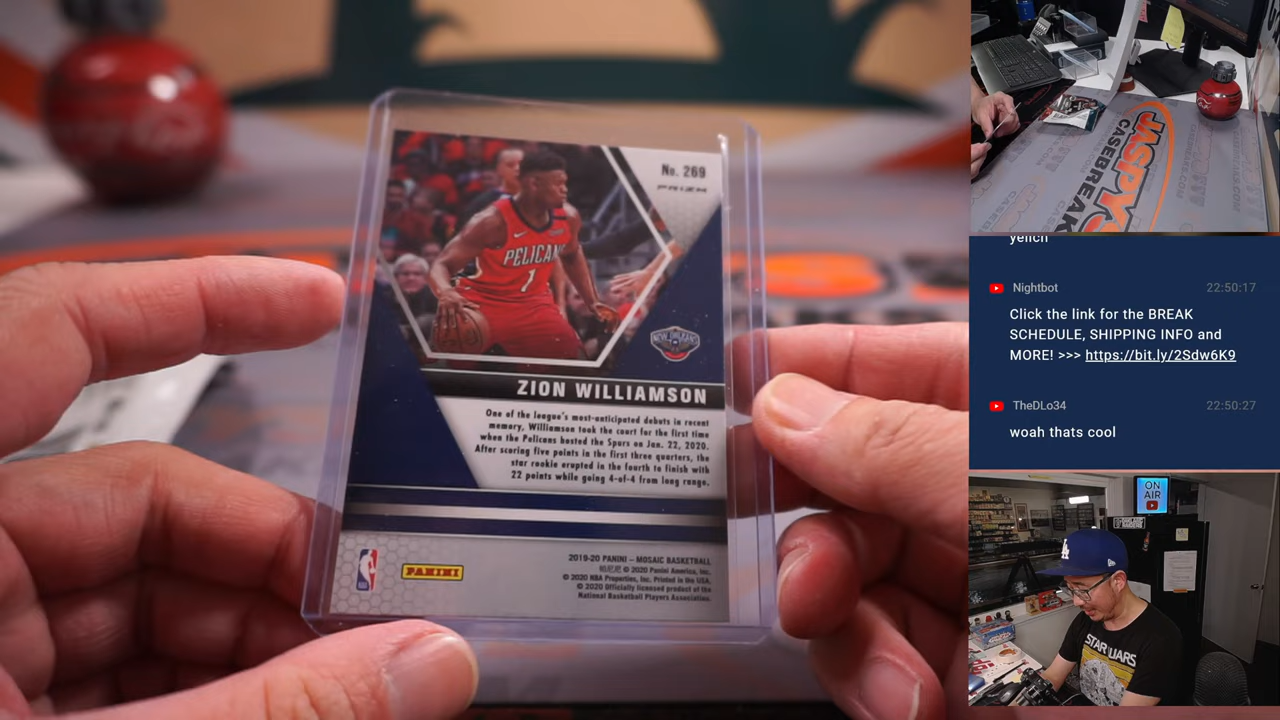 No. 269
PRIZM
PELICANS
1
NEW ORLEANS
ZION WILLIAMSON
One of the league's most-anticipated debuts in recent
memory, Williamson took the court for the first time
when the Pelicans hosted the Spurs on Jan. 22, 2020.
After scoring five points in the first three quarters, the
star rookie erupted in the fourth to finish with
22 points while going 4-of-4 from long range.
2019-20 PANINI – MOSAIC BASKETBALL
© 2020 Panini America, Inc.
© 2020 NBA Properties, Inc. Printed in the USA.
© 2020 Officially licensed product of the
National Basketball Players Association.
PANINI
JASPY'S
CASEBREAKS
yelich
Nightbot 22:50:17
Click the link for the BREAK
SCHEDULE, SHIPPING INFO and
MORE! >>> https://bit.ly/2Sdw6K9
TheDLo34 22:50:27
woah thats cool
ON
AIR
LA
STAR LIARS